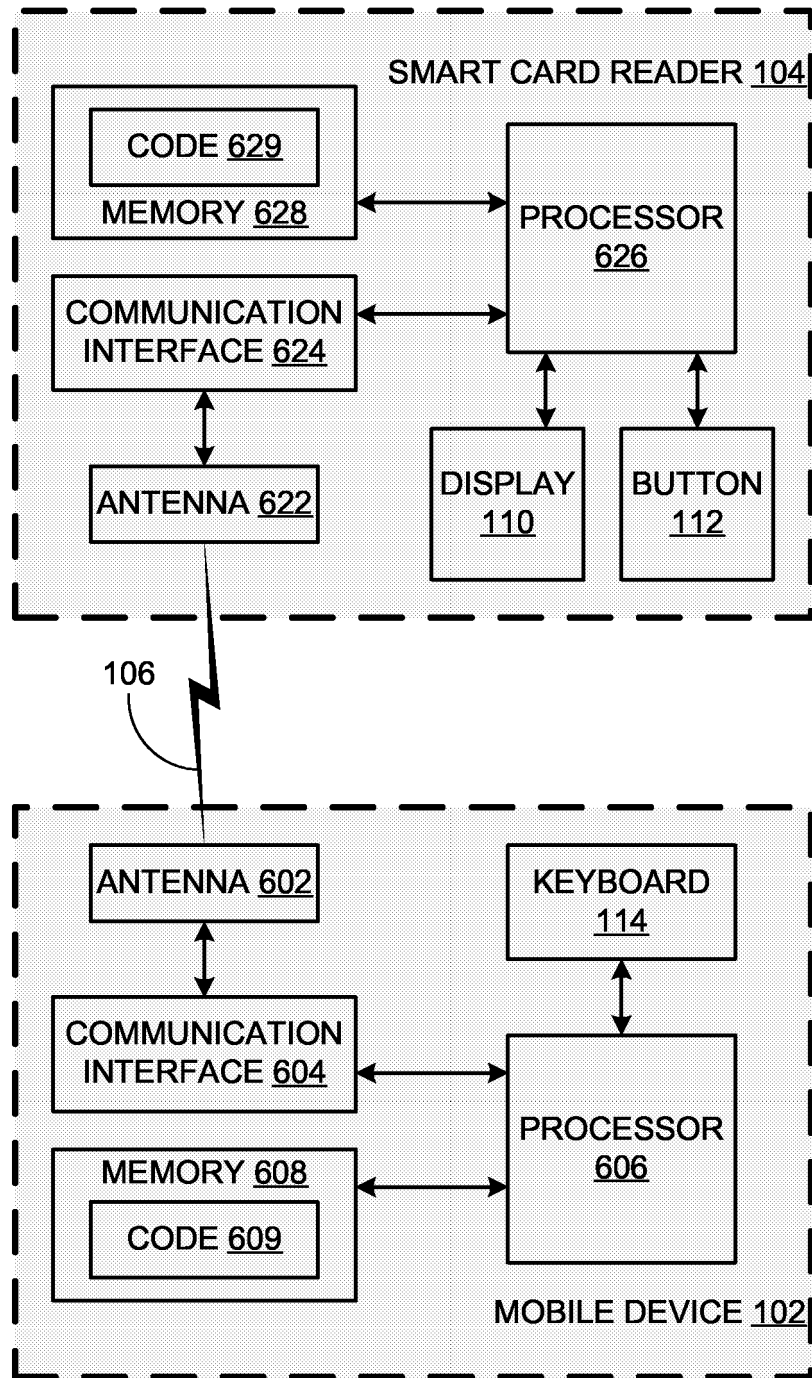 SMART CARD READER 104
CODE 629
MEMORY 628
PROCESSOR
626
COMMUNICATION
INTERFACE 624
ANTENNA 622
DISPLAY
110
BUTTON
112
106
ANTENNA 602
KEYBOARD
114
COMMUNICATION
INTERFACE 604
PROCESSOR
606
MEMORY 608
CODE 609
MOBILE DEVICE 102